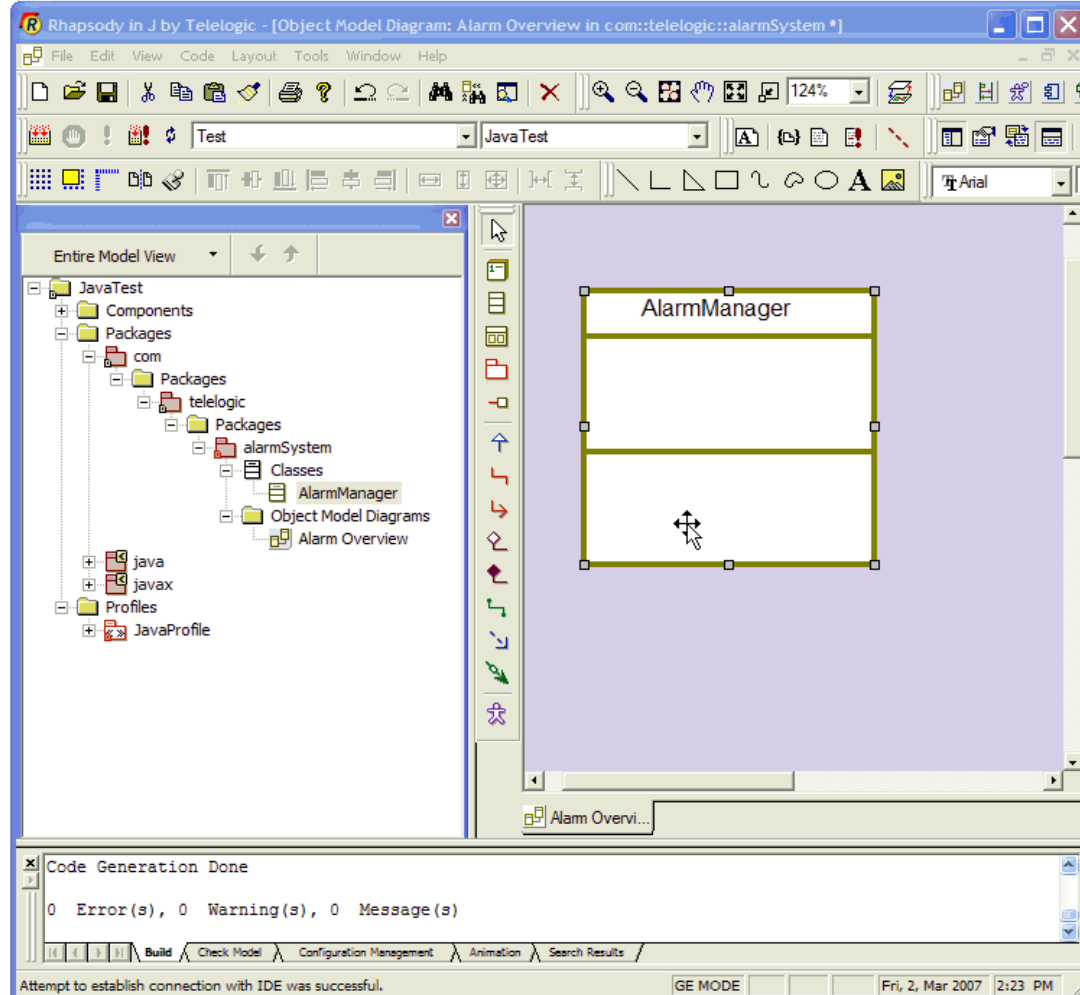 Rhapsody in J by Telelogic - [Object Model Diagram: Alarm Overview in com::telelogic::alarmSystem *]
File Edit View Code Layout Tools Window Help
124%
Test JavaTest
A Arial
Entire Model View
JavaTest
Components
Packages
com
Packages
telelogic
Packages
alarmSystem
Classes
AlarmManager
Object Model Diagrams
Alarm Overview
java
javax
Profiles
JavaProfile
AlarmManager
Alarm Overvi...
Code Generation Done
0 Error(s), 0 Warning(s), 0 Message(s)
Build Check Model Configuration Management Animation Search Results
Attempt to establish connection with IDE was successful. GE MODE Fri, 2, Mar 2007 2:23 PM